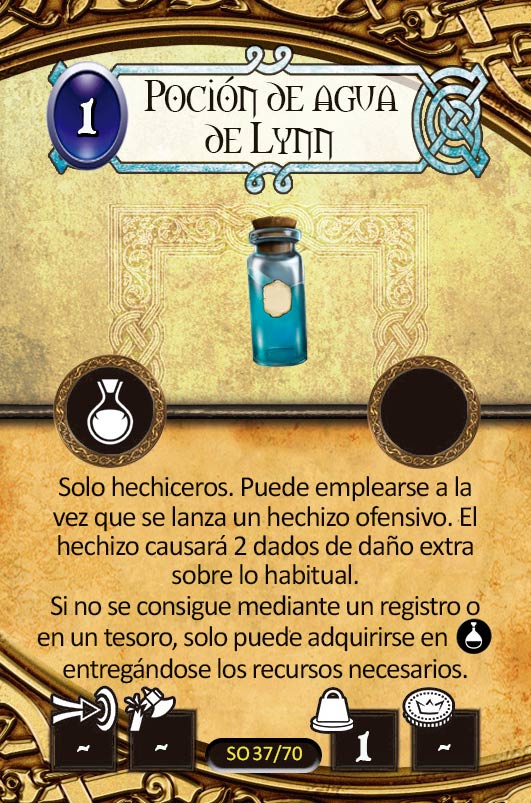 1
Poción de agua
de Lynn
Solo hechiceros. Puede emplearse a la
vez que se lanza un hechizo ofensivo. El
hechizo causará 2 dados de daño extra
sobre lo habitual.
Si no se consigue mediante un registro o
en un tesoro, solo puede adquirirse en
entregándose los recursos necesarios.
~ ~ SO 37/70 1 ~